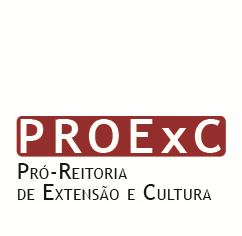 PROExC
Pró-Reitoria
de Extensão e Cultura